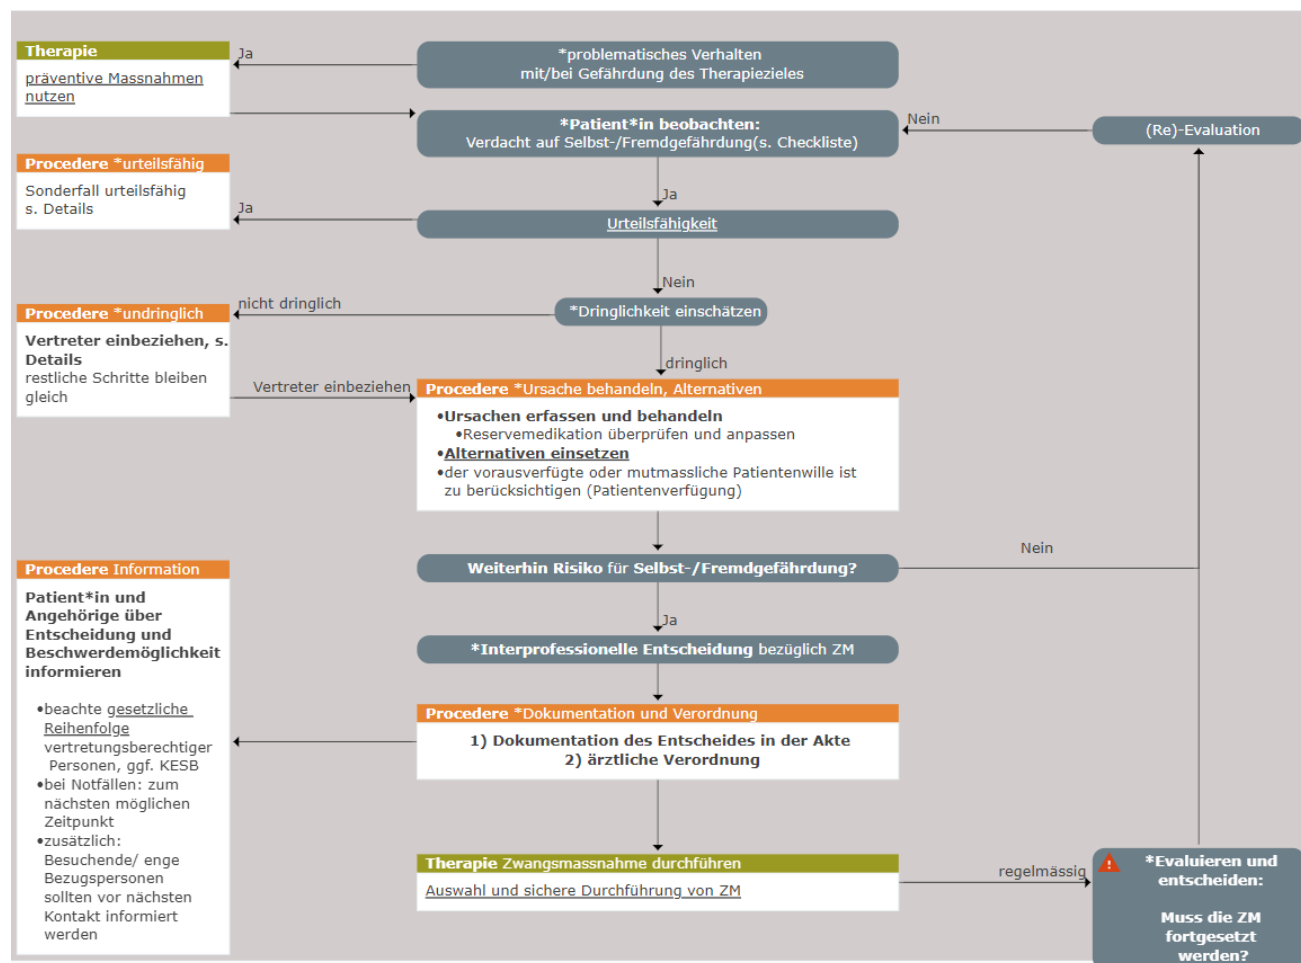 Therapie
präventive Massnahmen
nutzen
Ja
*problematisches Verhalten
mit/bei Gefährdung des Therapiezieles
*Patient*in beobachten:
Verdacht auf Selbst-/Fremdgefährdung(s. Checkliste)
Nein
(Re)-Evaluation
Procedere *urteilsfähig
Sonderfall urteilsfähig
s. Details
Ja
Ja
Urteilsfähigkeit
Nein
Procedere *undringlich
Vertreter einbeziehen, s.
Details
restliche Schritte bleiben
gleich
nicht dringlich
*Dringlichkeit einschätzen
dringlich
Vertreter einbeziehen
Procedere *Ursache behandeln, Alternativen
•Ursachen erfassen und behandeln
•Reservemedikation überprüfen und anpassen
•Alternativen einsetzen
•der vorausverfügte oder mutmassliche Patientenwille ist
zu berücksichtigen (Patientenverfügung)
Weiterhin Risiko für Selbst-/Fremdgefährdung?
Nein
Ja
*Interprofessionelle Entscheidung bezüglich ZM
Procedere *Dokumentation und Verordnung
1) Dokumentation des Entscheides in der Akte
2) ärztliche Verordnung
Procedere Information
Patient*in und
Angehörige über
Entscheidung und
Beschwerdemöglichkeit
informieren
•beachte gesetzliche
Reihenfolge
vertretungsberechtiger
Personen, ggf. KESB
•bei Notfällen: zum
nächsten möglichen
Zeitpunkt
•zusätzlich:
Besuchende/ enge
Bezugspersonen
sollten vor nächsten
Kontakt informiert
werden
Therapie Zwangsmassnahme durchführen
Auswahl und sichere Durchführung von ZM
regelmässig
*Evaluieren und
entscheiden:
Muss die ZM
fortgesetzt
werden?